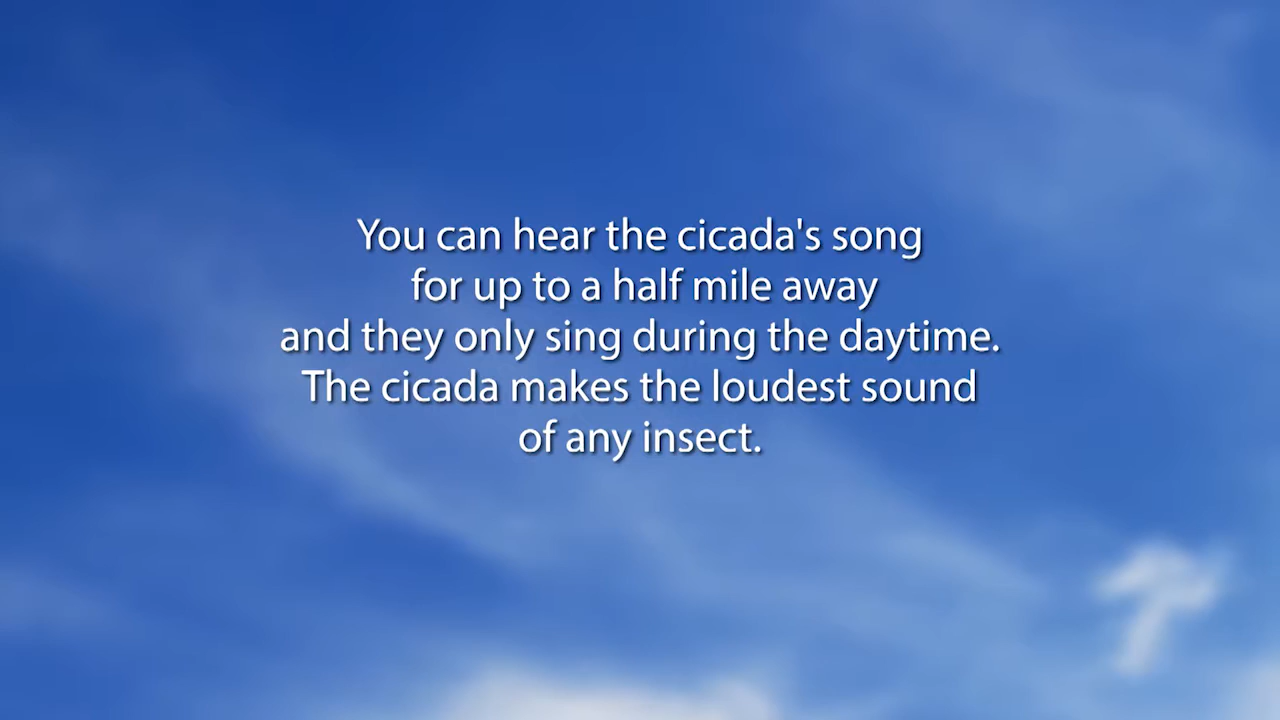 You can hear the cicada's song
for up to a half mile away
and they only sing during the daytime.
The cicada makes the loudest sound
of any insect.